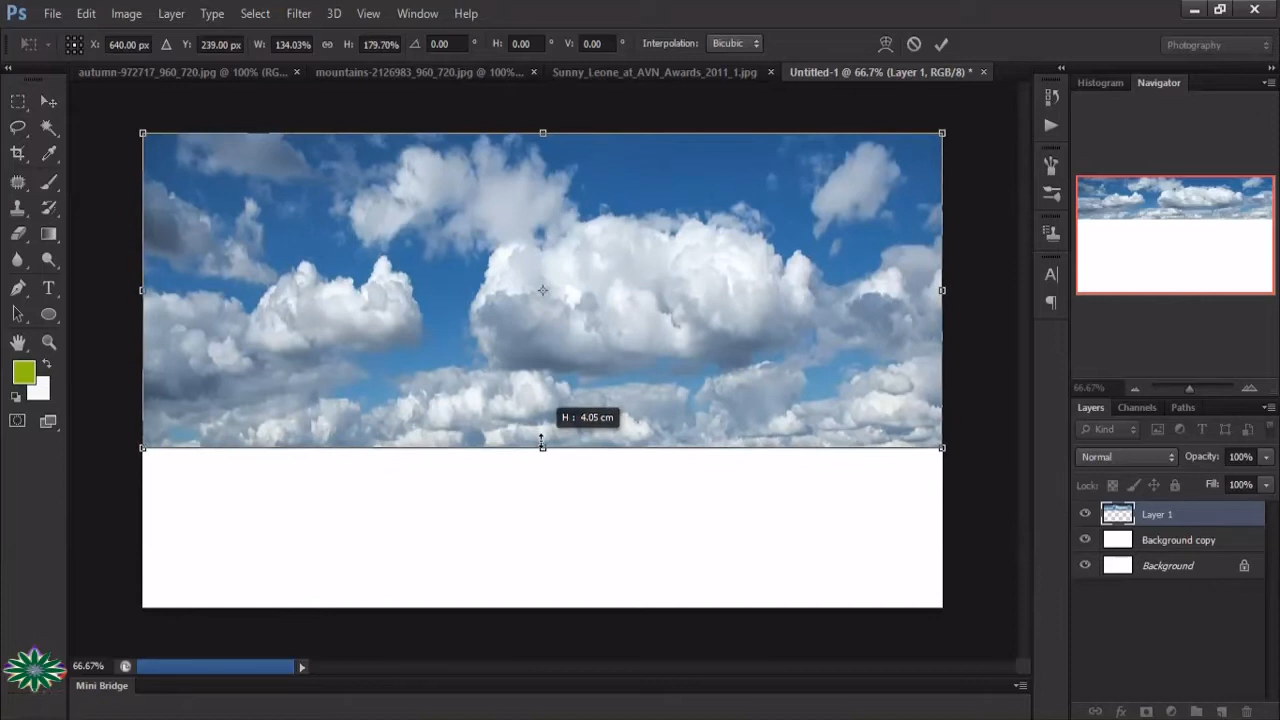 Ps File Edit Image Layer Type Select Filter 3D View Window Help
X: 640.00 px Y: 239.00 px W: 134.03% H: 179.70% 0.00 ° H: 0.00 ° V: 0.00 ° Interpolation: Bicubic Photography
autumn-972717_960_720.jpg @ 100% (RG... × mountains-2126983_960_720.jpg @ 100%... × Sunny_Leone_at_AVN_Awards_2011_1.jpg × Untitled-1 @ 66.7% (Layer 1, RGB/8) * ×
Histogram Navigator
66.67%
Layers Channels Paths
Kind
Normal Opacity: 100%
Lock: Fill: 100%
Layer 1
Background copy
Background
H : 4.05 cm
66.67%
Mini Bridge